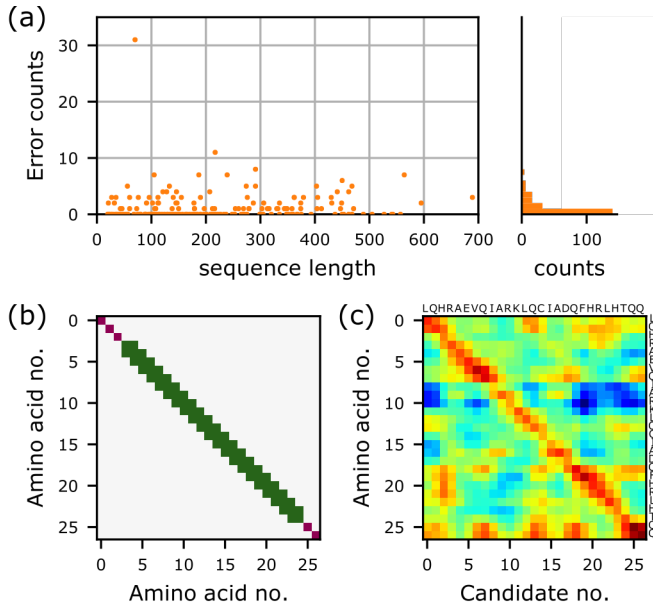 (a)
Error counts
30
20
10
0
0 100 200 300 400 500 600 700
sequence length
0 100
counts
(b)
Amino acid no.
0
5
10
15
20
25
0 5 10 15 20 25
Amino acid no.
(c)
LQHRAEVQIARKLQCIADQFHRLHTQQ
Amino acid no.
0
5
10
15
20
25
0 5 10 15 20 25
Candidate no.